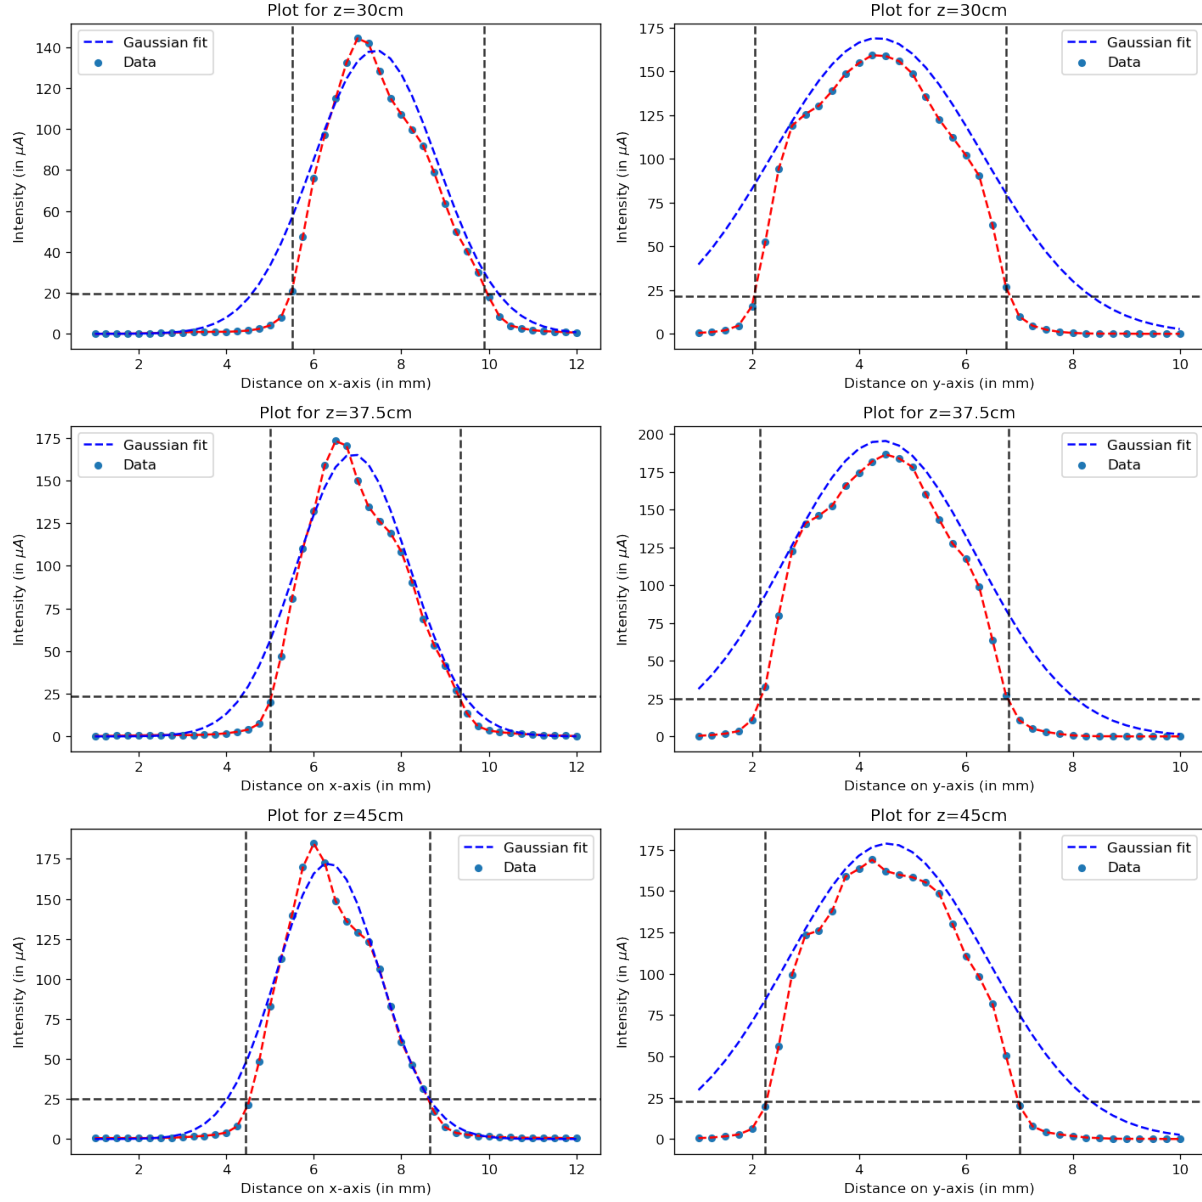 Plot for z=30cm
Gaussian fit
Data
Intensity (in μA)
140
120
100
80
60
40
20
0
2
4
6
8
10
12
Distance on x-axis (in mm)
Plot for z=30cm
Gaussian fit
Data
Intensity (in μA)
175
150
125
100
75
50
25
0
2
4
6
8
10
Distance on y-axis (in mm)
Plot for z=37.5cm
Gaussian fit
Data
Intensity (in μA)
175
150
125
100
75
50
25
0
2
4
6
8
10
12
Distance on x-axis (in mm)
Plot for z=37.5cm
Gaussian fit
Data
Intensity (in μA)
200
175
150
125
100
75
50
25
0
2
4
6
8
10
Distance on y-axis (in mm)
Plot for z=45cm
Gaussian fit
Data
Intensity (in μA)
175
150
125
100
75
50
25
0
2
4
6
8
10
12
Distance on x-axis (in mm)
Plot for z=45cm
Gaussian fit
Data
Intensity (in μA)
175
150
125
100
75
50
25
0
2
4
6
8
10
Distance on y-axis (in mm)